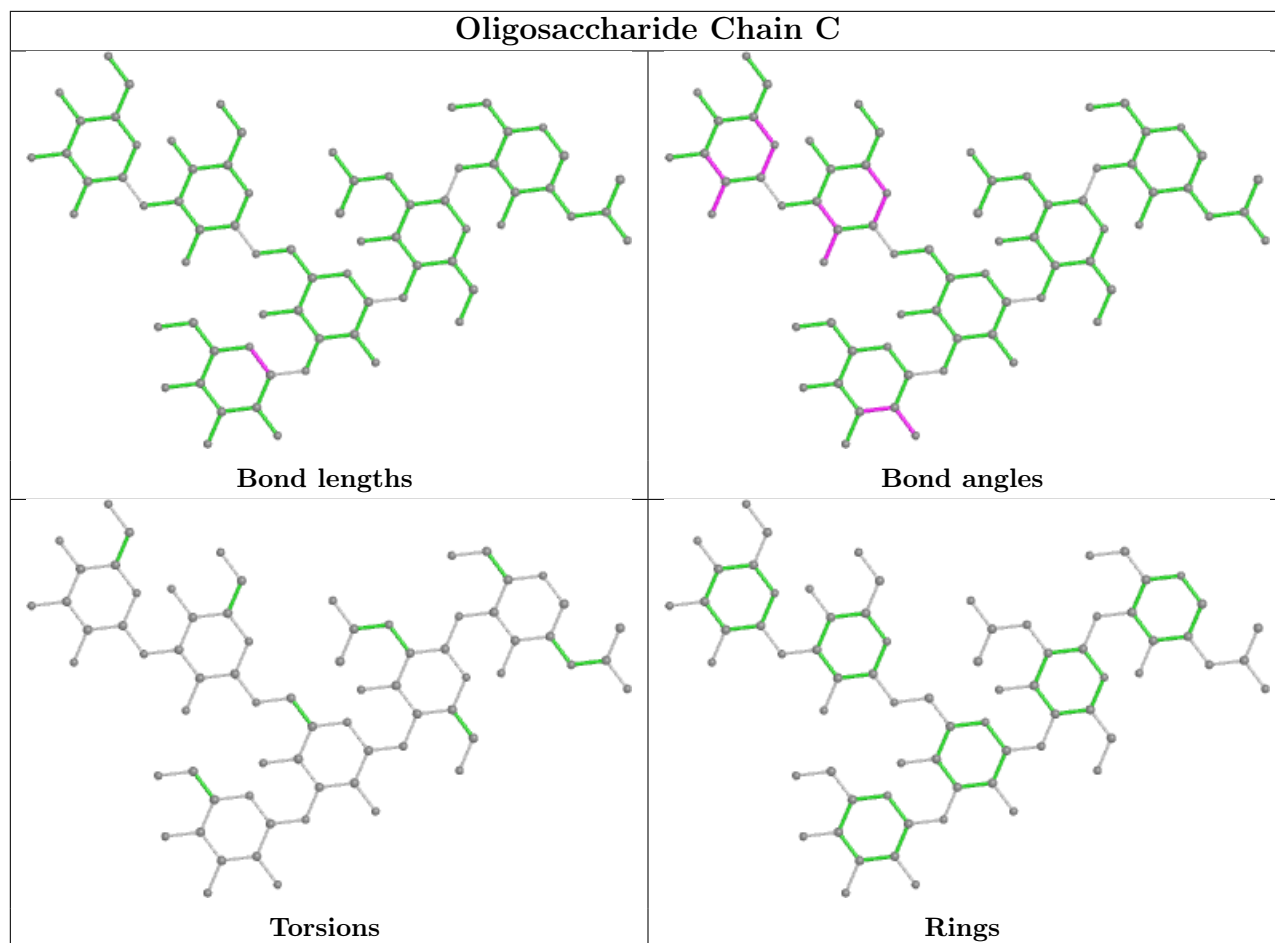 Oligosaccharide Chain C
Bond lengths
Bond angles
Torsions
Rings